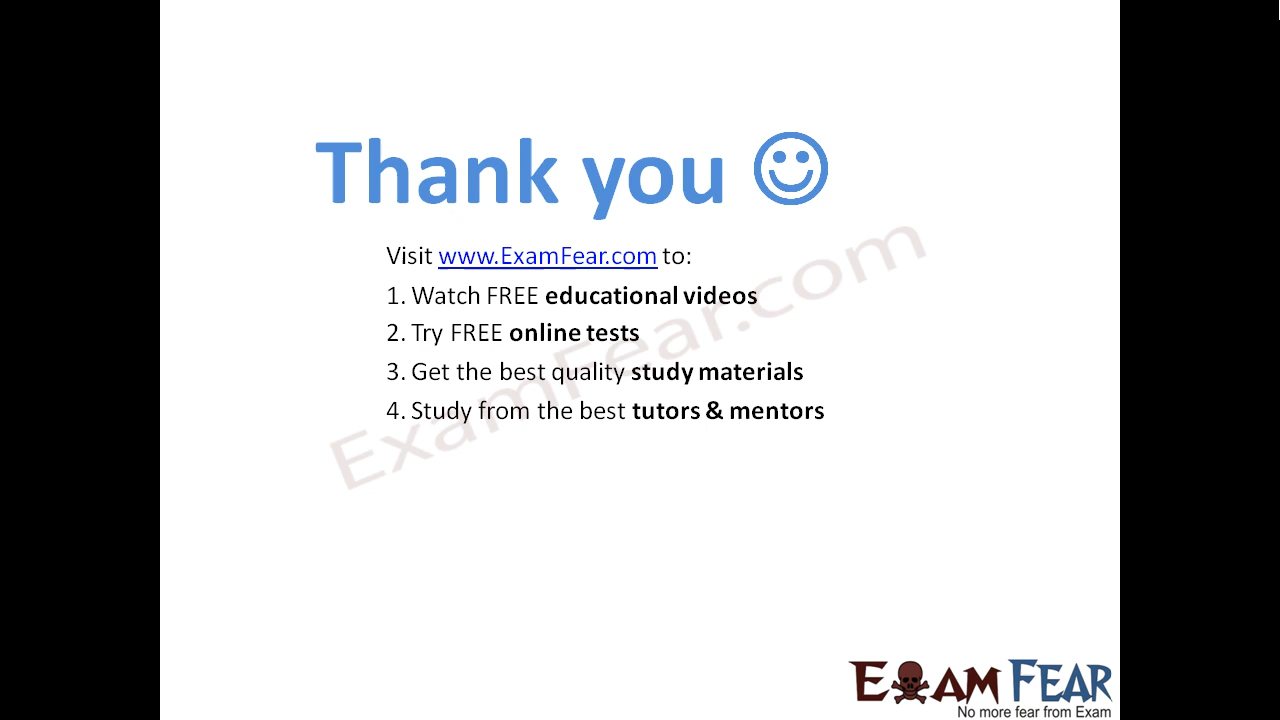 Thank you ☺
Visit www.ExamFear.com to:
1. Watch FREE educational videos
2. Try FREE online tests
3. Get the best quality study materials
4. Study from the best tutors & mentors
ExamFear.com
EXAM FEAR
No more fear from Exam